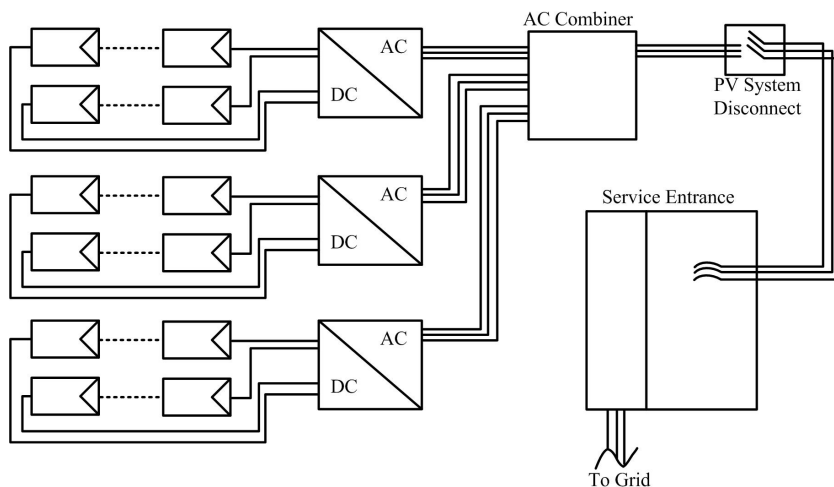 AC Combiner
AC
DC
PV System
Disconnect
AC
DC
Service Entrance
AC
DC
To Grid